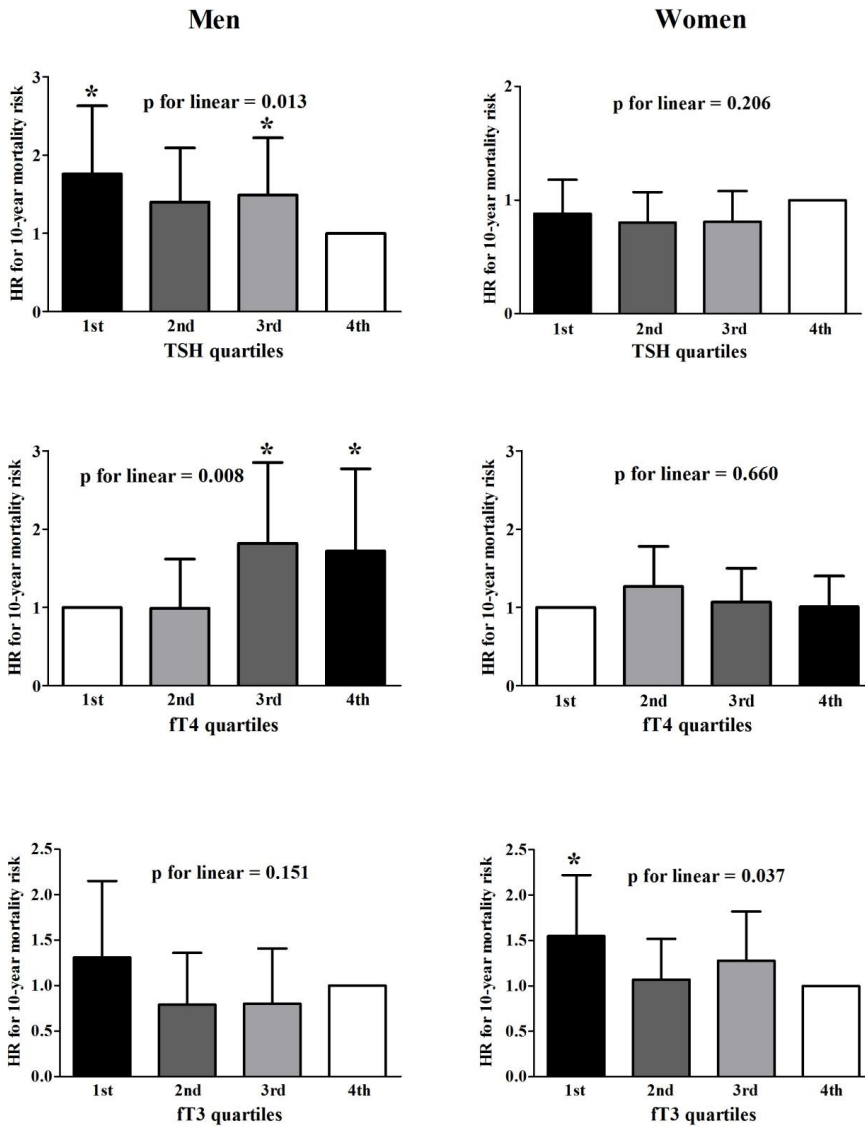 Men
Women
HR for 10-year mortality risk
3
2
1
0
*
p for linear = 0.013
*
1st
2nd
3rd
4th
TSH quartiles
HR for 10-year mortality risk
2
1
0
p for linear = 0.206
1st
2nd
3rd
4th
TSH quartiles
HR for 10-year mortality risk
3
2
1
0
p for linear = 0.008
*
*
1st
2nd
3rd
4th
fT4 quartiles
HR for 10-year mortality risk
3
2
1
0
p for linear = 0.660
1st
2nd
3rd
4th
fT4 quartiles
HR for 10-year mortality risk
2.5
2.0
1.5
1.0
0.5
0.0
p for linear = 0.151
1st
2nd
3rd
4th
fT3 quartiles
HR for 10-year mortality risk
2.5
2.0
1.5
1.0
0.5
0.0
*
p for linear = 0.037
1st
2nd
3rd
4th
fT3 quartiles